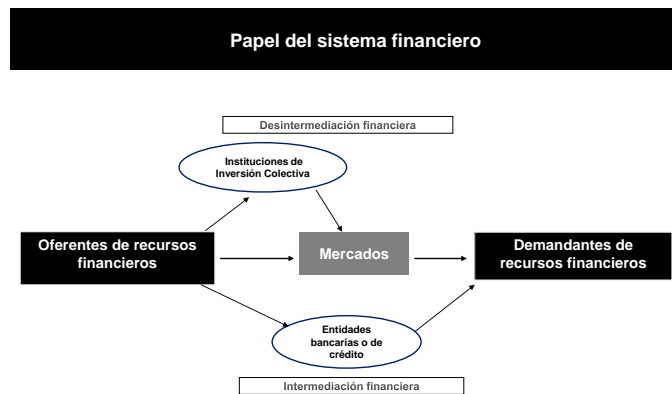 Papel del sistema financiero
Desintermediación financiera
Instituciones de
Inversión Colectiva
Oferentes de recursos
financieros
Mercados
Demandantes de
recursos financieros
Entidades
bancarias o de
crédito
Intermediación financiera